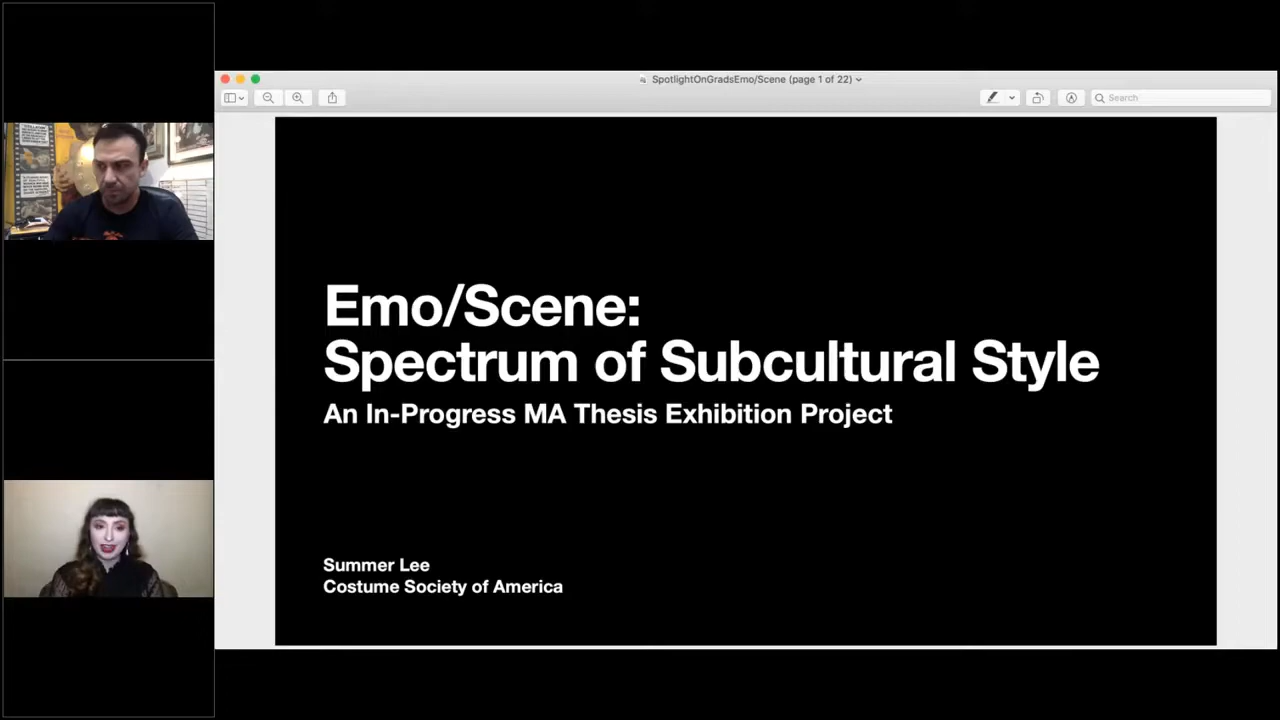 SpotlightOnGradsEmo/Scene (page 1 of 22)
Search
Emo/Scene:
Spectrum of Subcultural Style
An In-Progress MA Thesis Exhibition Project
Summer Lee
Costume Society of America